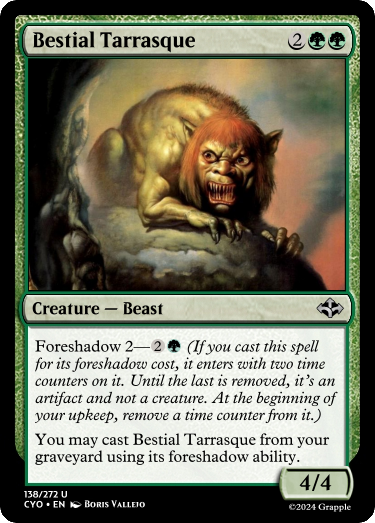 Bestial Tarrasque 2
Creature — Beast
Foreshadow 2—2 (If you cast this spell
for its foreshadow cost, it enters with two time
counters on it. Until the last is removed, it's an
artifact and not a creature. At the beginning of
your upkeep, remove a time counter from it.)
You may cast Bestial Tarrasque from your
graveyard using its foreshadow ability.
4/4
138/272 U
CYO • EN Boris Vallejo
©2024 Grapple